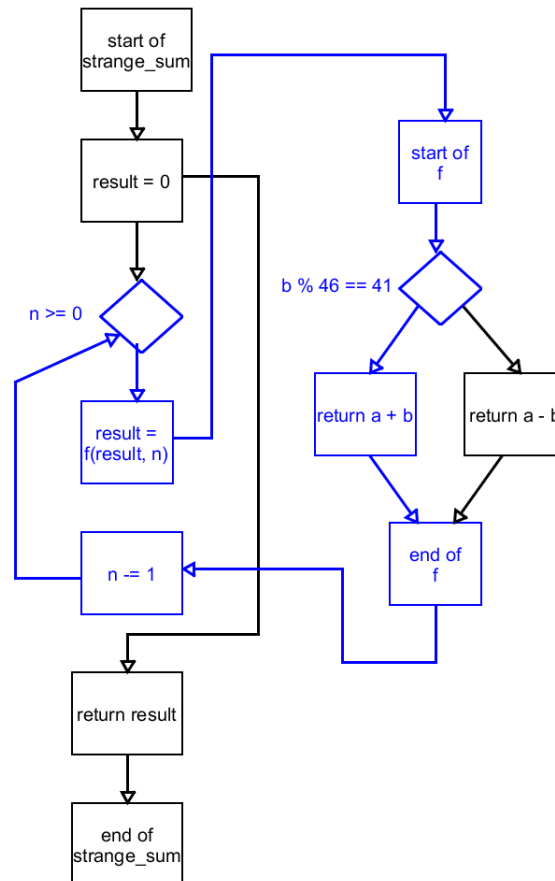 start of
strange_sum
result = 0
n >= 0
result =
f(result, n)
n -= 1
return result
end of
strange_sum
start of
f
b % 46 == 41
return a + b
return a - b
end of
f